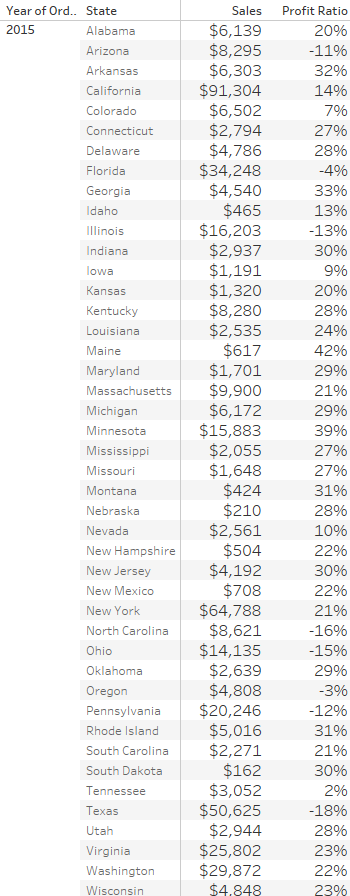 Year of Ord.. State Sales Profit Ratio
2015 Alabama $6,139 20%
Arizona $8,295 -11%
Arkansas $6,303 32%
California $91,304 14%
Colorado $6,502 7%
Connecticut $2,794 27%
Delaware $4,786 28%
Florida $34,248 -4%
Georgia $4,540 33%
Idaho $465 13%
Illinois $16,203 -13%
Indiana $2,937 30%
Iowa $1,191 9%
Kansas $1,320 20%
Kentucky $8,280 28%
Louisiana $2,535 24%
Maine $617 42%
Maryland $1,701 29%
Massachusetts $9,900 21%
Michigan $6,172 29%
Minnesota $15,883 39%
Mississippi $2,055 27%
Missouri $1,648 27%
Montana $424 31%
Nebraska $210 28%
Nevada $2,561 10%
New Hampshire $504 22%
New Jersey $4,192 30%
New Mexico $708 22%
New York $64,788 21%
North Carolina $8,621 -16%
Ohio $14,135 -15%
Oklahoma $2,639 29%
Oregon $4,808 -3%
Pennsylvania $20,246 -12%
Rhode Island $5,016 31%
South Carolina $2,271 21%
South Dakota $162 30%
Tennessee $3,052 2%
Texas $50,625 -18%
Utah $2,944 28%
Virginia $25,802 23%
Washington $29,872 22%
Wisconsin $4,848 23%